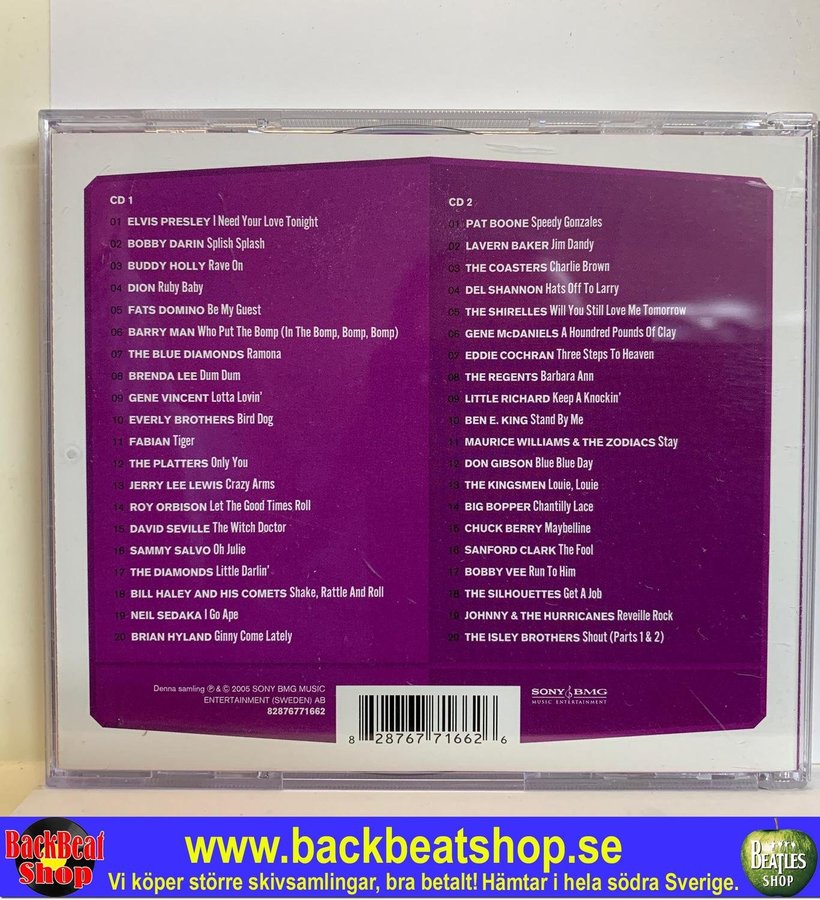 CD 1
01 ELVIS PRESLEY I Need Your Love Tonight
02 BOBBY DARIN Splish Splash
03 BUDDY HOLLY Rave On
04 DION Ruby Baby
05 FATS DOMINO Be My Guest
06 BARRY MAN Who Put The Bomp (In The Bomp, Bomp, Bomp)
07 THE BLUE DIAMONDS Ramona
08 BRENDA LEE Dum Dum
09 GENE VINCENT Lotta Lovin'
10 EVERLY BROTHERS Bird Dog
11 FABIAN Tiger
12 THE PLATTERS Only You
13 JERRY LEE LEWIS Crazy Arms
14 ROY ORBISON Let The Good Times Roll
15 DAVID SEVILLE The Witch Doctor
16 SAMMY SALVO Oh Julie
17 THE DIAMONDS Little Darlin'
18 BILL HALEY AND HIS COMETS Shake, Rattle And Roll
19 NEIL SEDAKA I Go Ape
20 BRIAN HYLAND Ginny Come Lately
CD 2
01 PAT BOONE Speedy Gonzales
02 LAVERN BAKER Jim Dandy
03 THE COASTERS Charlie Brown
04 DEL SHANNON Hats Off To Larry
05 THE SHIRELLES Will You Still Love Me Tomorrow
06 GENE McDANIELS A Houndred Pounds Of Clay
07 EDDIE COCHRAN Three Steps To Heaven
08 THE REGENTS Barbara Ann
09 LITTLE RICHARD Keep A Knockin'
10 BEN E. KING Stand By Me
11 MAURICE WILLIAMS & THE ZODIACS Stay
12 DON GIBSON Blue Blue Day
13 THE KINGSMEN Louie, Louie
14 BIG BOPPER Chantilly Lace
15 CHUCK BERRY Maybelline
16 SANFORD CLARK The Fool
17 BOBBY VEE Run To Him
18 THE SILHOUETTES Get A Job
19 JOHNNY & THE HURRICANES Reveille Rock
20 THE ISLEY BROTHERS Shout (Parts 1 & 2)
Denna samling ℗ & © 2005 SONY BMG MUSIC
ENTERTAINMENT (SWEDEN) AB
82876771662
8 28767 71662 6
SONY BMG
MUSIC ENTERTAINMENT
BackBeat
Shop
www.backbeatshop.se
Vi köper större skivsamlingar, bra betalt! Hämtar i hela södra Sverige.
BEATLES
SHOP